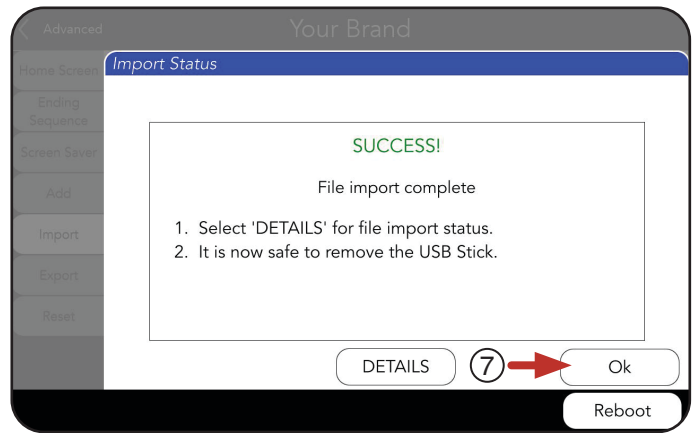 Advanced
Your Brand
Home Screen
Import Status
Ending
Sequence
Screen Saver
Add
Import
Export
Reset
SUCCESS!
File import complete
1. Select 'DETAILS' for file import status.
2. It is now safe to remove the USB Stick.
DETAILS
7
Ok
Reboot